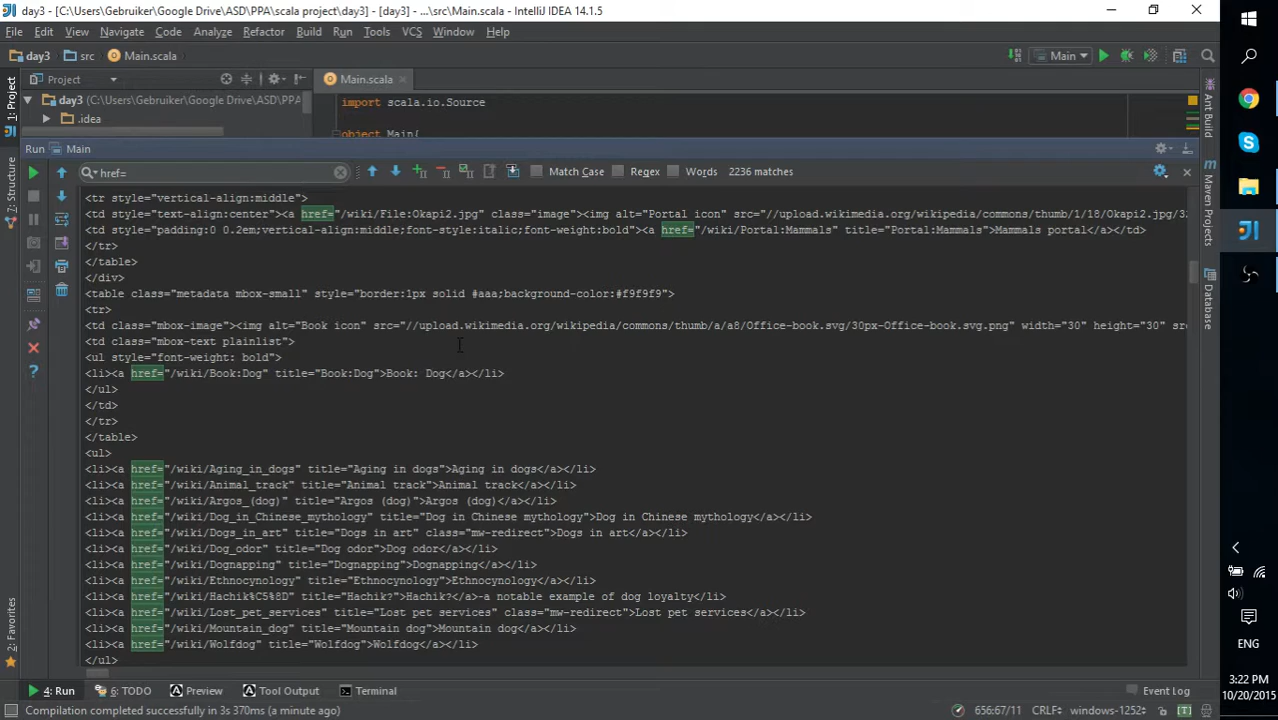 day3 - [C:\Users\Gebruiker\Google Drive\ASD\PPA\scala project\day3] - [day3] - ...\src\Main.scala - IntelliJ IDEA 14.1.5
File Edit View Navigate Code Analyze Refactor Build Run Tools VCS Window Help
day3 src Main.scala Main
Project Main.scala
day3 (C:\Users\Gebruiker\Google Drive\ASD\PPA
.idea
import scala.io.Source
object Main{
Run Main
href= Match Case Regex Words 2236 matches
<tr style="vertical-align:middle">
<td style="text-align:center"><a href="/wiki/File:Okapi2.jpg" class="image"><img alt="Portal icon" src="//upload.wikimedia.org/wikipedia/commons/thumb/1/18/Okapi2.jpg/3
<td style="padding:0 0.2em;vertical-align:middle;font-style:italic;font-weight:bold"><a href="/wiki/Portal:Mammals" title="Portal:Mammals">Mammals portal</a></td>
</tr>
</table>
</div>
<table class="metadata mbox-small" style="border:1px solid #aaa;background-color:#f9f9f9">
<tr>
<td class="mbox-image"><img alt="Book icon" src="//upload.wikimedia.org/wikipedia/commons/thumb/a/a8/Office-book.svg/30px-Office-book.svg.png" width="30" height="30" src
<td class="mbox-text plainlist">
<ul style="font-weight: bold">
<li><a href="/wiki/Book:Dog" title="Book:Dog">Book: Dog</a></li>
</ul>
</td>
</tr>
</table>
<ul>
<li><a href="/wiki/Aging_in_dogs" title="Aging in dogs">Aging in dogs</a></li>
<li><a href="/wiki/Animal_track" title="Animal track">Animal track</a></li>
<li><a href="/wiki/Argos_(dog)" title="Argos (dog)">Argos (dog)</a></li>
<li><a href="/wiki/Dog_in_Chinese_mythology" title="Dog in Chinese mythology">Dog in Chinese mythology</a></li>
<li><a href="/wiki/Dogs_in_art" title="Dogs in art" class="mw-redirect">Dogs in art</a></li>
<li><a href="/wiki/Dog_odor" title="Dog odor">Dog odor</a></li>
<li><a href="/wiki/Dognapping" title="Dognapping">Dognapping</a></li>
<li><a href="/wiki/Ethnocynology" title="Ethnocynology">Ethnocynology</a></li>
<li><a href="/wiki/Hachik%C5%8D" title="Hachik?">Hachik?</a>-a notable example of dog loyalty</li>
<li><a href="/wiki/Lost_pet_services" title="Lost pet services" class="mw-redirect">Lost pet services</a></li>
<li><a href="/wiki/Mountain_dog" title="Mountain dog">Mountain dog</a></li>
<li><a href="/wiki/Wolfdog" title="Wolfdog">Wolfdog</a></li>
</ul>
1: Project
7: Structure
2: Favorites
Ant Build
Maven Projects
Database
4: Run 6: TODO Preview Tool Output Terminal Event Log
Compilation completed successfully in 3s 370ms (a minute ago) 656:67/11 CRLF: windows-1252:
ENG
3:22 PM
10/20/2015